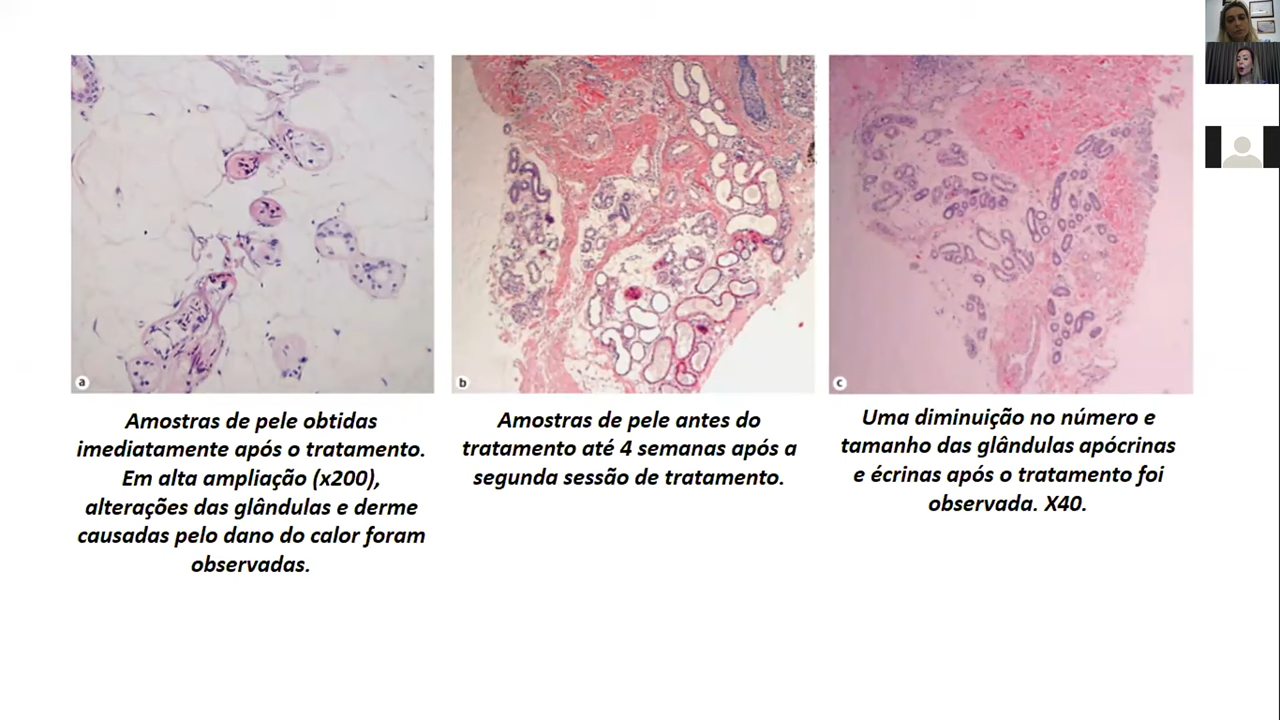 a
Amostras de pele obtidas
imediatamente após o tratamento.
Em alta ampliação (x200),
alterações das glândulas e derme
causadas pelo dano do calor foram
observadas.
b
Amostras de pele antes do
tratamento até 4 semanas após a
segunda sessão de tratamento.
c
Uma diminuição no número e
tamanho das glândulas apócrinas
e écrinas após o tratamento foi
observada. X40.